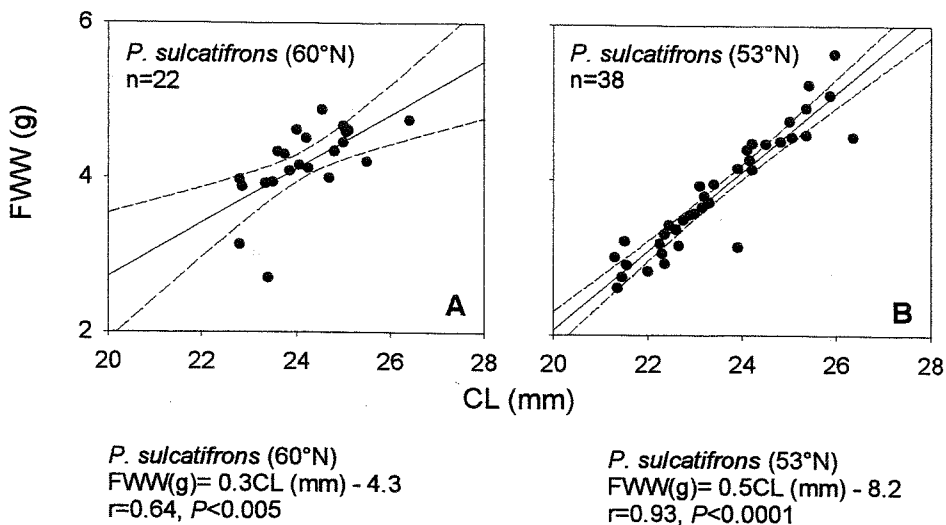 P. sulcatifrons (60°N)
n=22
A
P. sulcatifrons (53°N)
n=38
B
FWW (g)
6
4
2
20 22 24 26 28
20 22 24 26 28
CL (mm)
P. sulcatifrons (60°N)
FWW(g)= 0.3CL (mm) - 4.3
r=0.64, P<0.005
P. sulcatifrons (53°N)
FWW(g)= 0.5CL (mm) - 8.2
r=0.93, P<0.0001